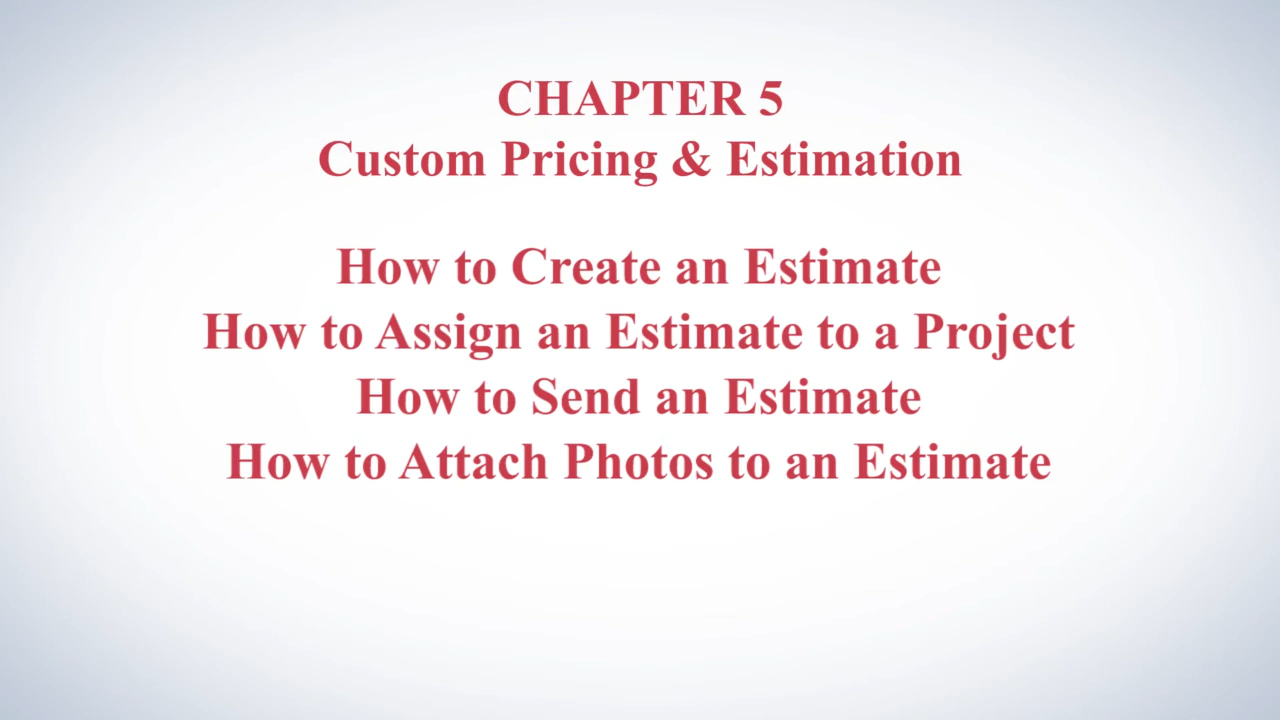 CHAPTER 5
Custom Pricing & Estimation
How to Create an Estimate
How to Assign an Estimate to a Project
How to Send an Estimate
How to Attach Photos to an Estimate